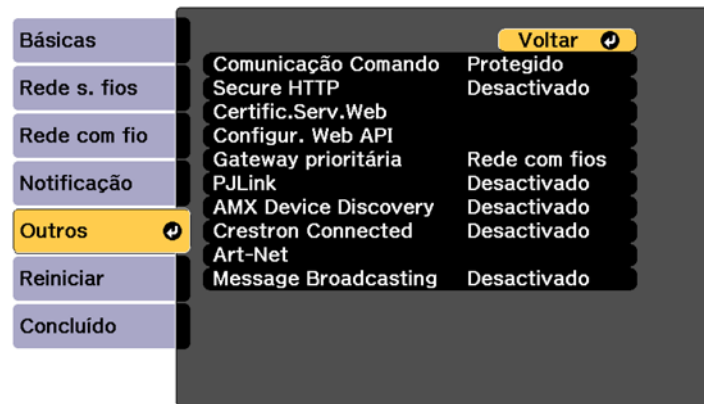 Básicas
Rede s. fios
Rede com fio
Notificação
Outros
Reiniciar
Concluído
Voltar
Comunicação Comando Protegido
Secure HTTP Desactivado
Certific.Serv.Web
Configur. Web API
Gateway prioritária Rede com fios
PJLink Desactivado
AMX Device Discovery Desactivado
Crestron Connected Desactivado
Art-Net
Message Broadcasting Desactivado